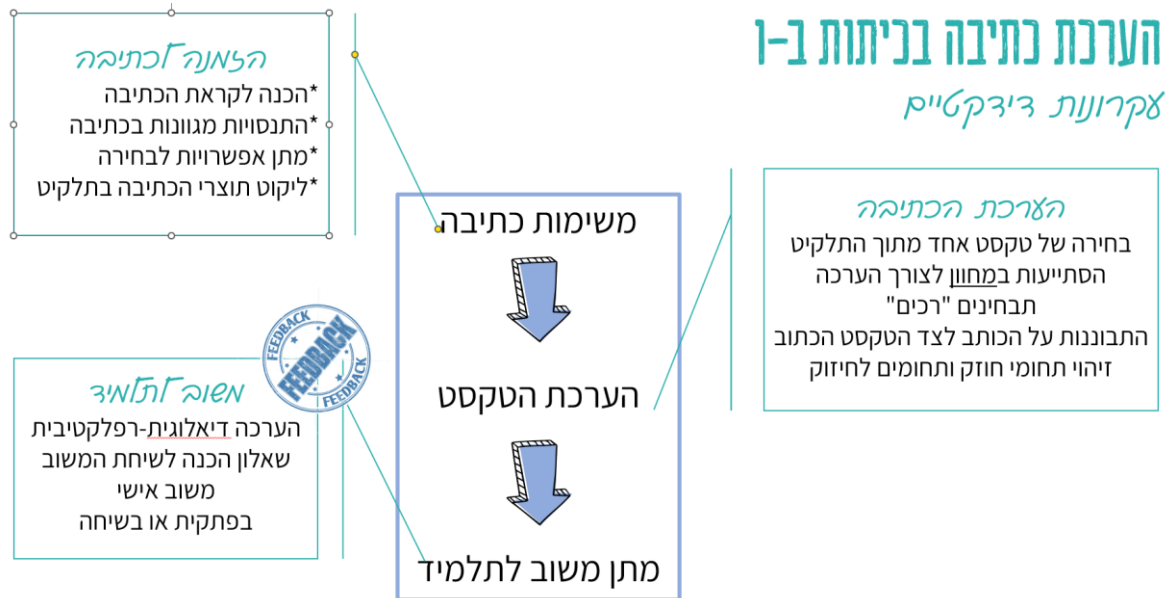 הערכת כתיבה בכיתות ב-ו
עקרונות דידקטיים
הזמנה לכתיבה
*הכנה לקראת הכתיבה
*התנסויות מגוונות בכתיבה
*מתן אפשרויות לבחירה
*ליקוט תוצרי הכתיבה בתלקיט
משימות כתיבה
הערכת הכתיבה
בחירה של טקסט אחד מתוך התלקיט
הסתייעות במחוון לצורך הערכה
תבחינים "רכים"
התבוננות על הכותב לצד הטקסט הכתוב
זיהוי תחומי חוזק ותחומים לחיזוק
הערכת הטקסט
FEEDBACK
FEEDBACK
FEEDBACK
משוב לתלמיד
הערכה דיאלוגית-רפלקטיבית
שאלון הכנה לשיחת המשוב
משוב אישי
בפתקית או בשיחה
מתן משוב לתלמיד